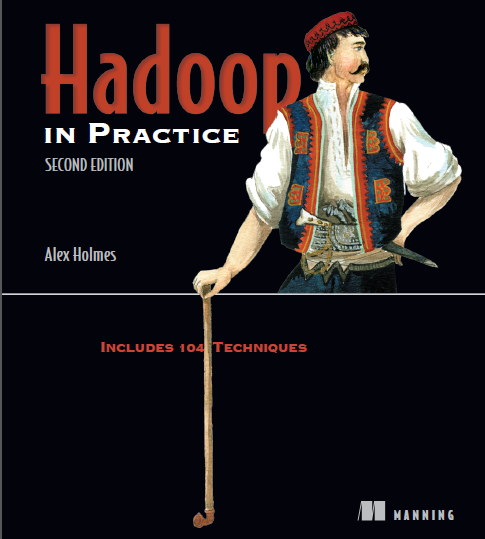 Hadoop
IN PRACTICE
SECOND EDITION
Alex Holmes
INCLUDES 104 TECHNIQUES
MANNING